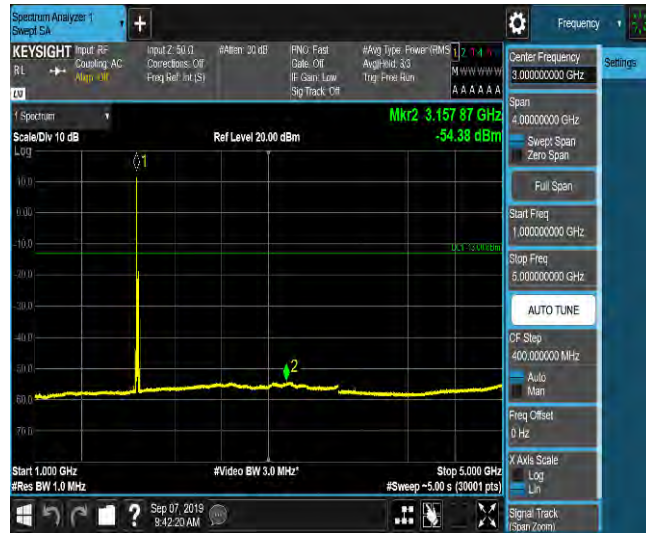 Spectrum Analyzer 1
Swept SA
Frequency
KEYSIGHT
RL
LXI
Input: RF
Coupling: AC
Align: Off
Input Z: 50 Ω
Corrections: Off
Freq Ref: Int (S)
#Atten: 30 dB
PNO: Fast
Gate: Off
IF Gain: Low
Sig Track: Off
#Avg Type: Power (RMS
Avg|Hold: 3/3
Trig: Free Run
M W W W W W
A A A A A A
Settings
1 Spectrum
Scale/Div 10 dB
Log
Ref Level 20.00 dBm
Mkr2 3.157 87 GHz
-54.38 dBm
1
10.0
0.00
-10.0
DL1 -13.00 dBm
-20.0
-30.0
-40.0
-50.0
2
-60.0
-70.0
Start 1.000 GHz
#Video BW 3.0 MHz*
Stop 5.000 GHz
#Res BW 1.0 MHz
#Sweep ~5.00 s (30001 pts)
Sep 07, 2019
9:42:20 AM
Center Frequency
3.000000000 GHz
Span
4.00000000 GHz
Swept Span
Zero Span
Full Span
Start Freq
1.000000000 GHz
Stop Freq
5.000000000 GHz
AUTO TUNE
CF Step
400.000000 MHz
Auto
Man
Freq Offset
0 Hz
X Axis Scale
Log
Lin
Signal Track
(Span Zoom)